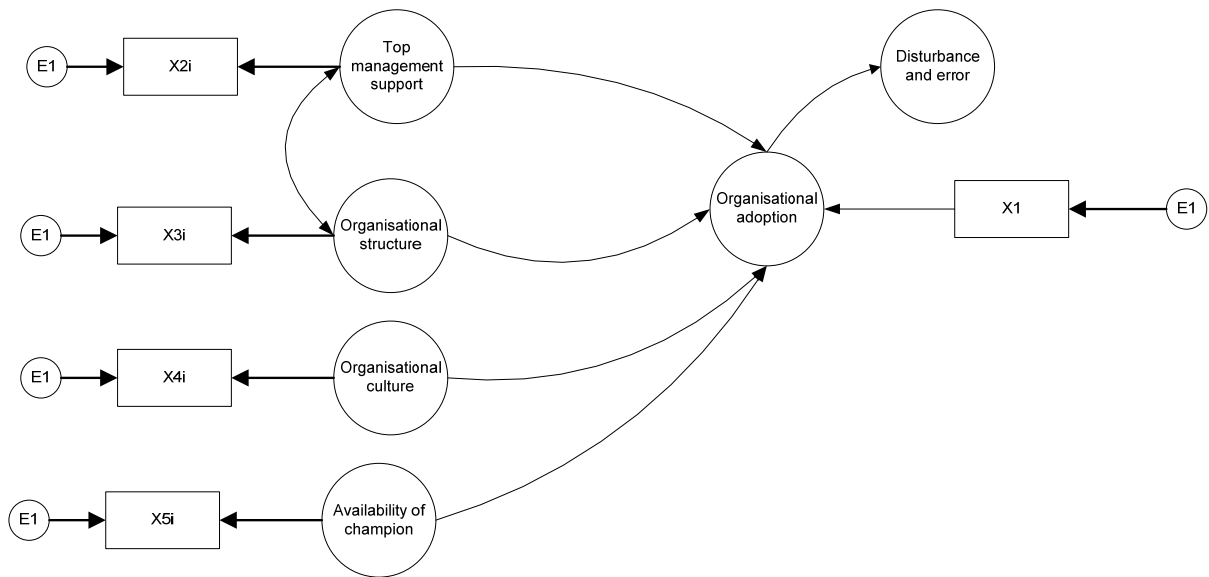 E1
X2i
Top
management
support
Disturbance
and error
E1
X3i
Organisational
structure
Organisational
adoption
X1
E1
E1
X4i
Organisational
culture
E1
X5i
Availability of
champion